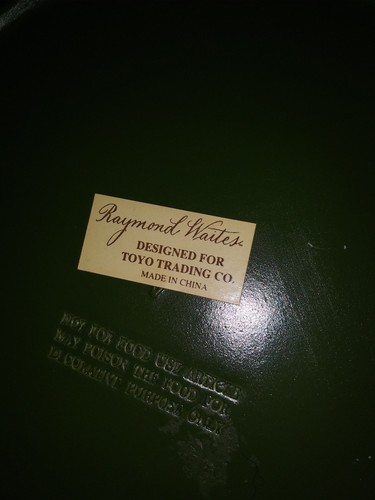 Raymond Waites
DESIGNED FOR
TOYO TRADING CO.
MADE IN CHINA
NOT FOR FOOD USE
MAY POISON THE FOOD FOR
PURPOSE ONLY